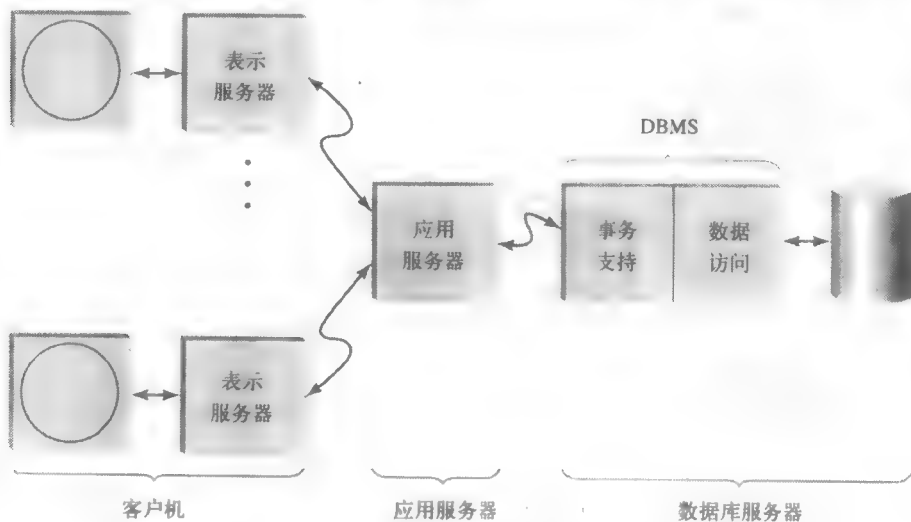 表示
服务器
DBMS
应用
服务器
事务
支持
数据
访问
表示
服务器
客户机
应用服务器
数据库服务器